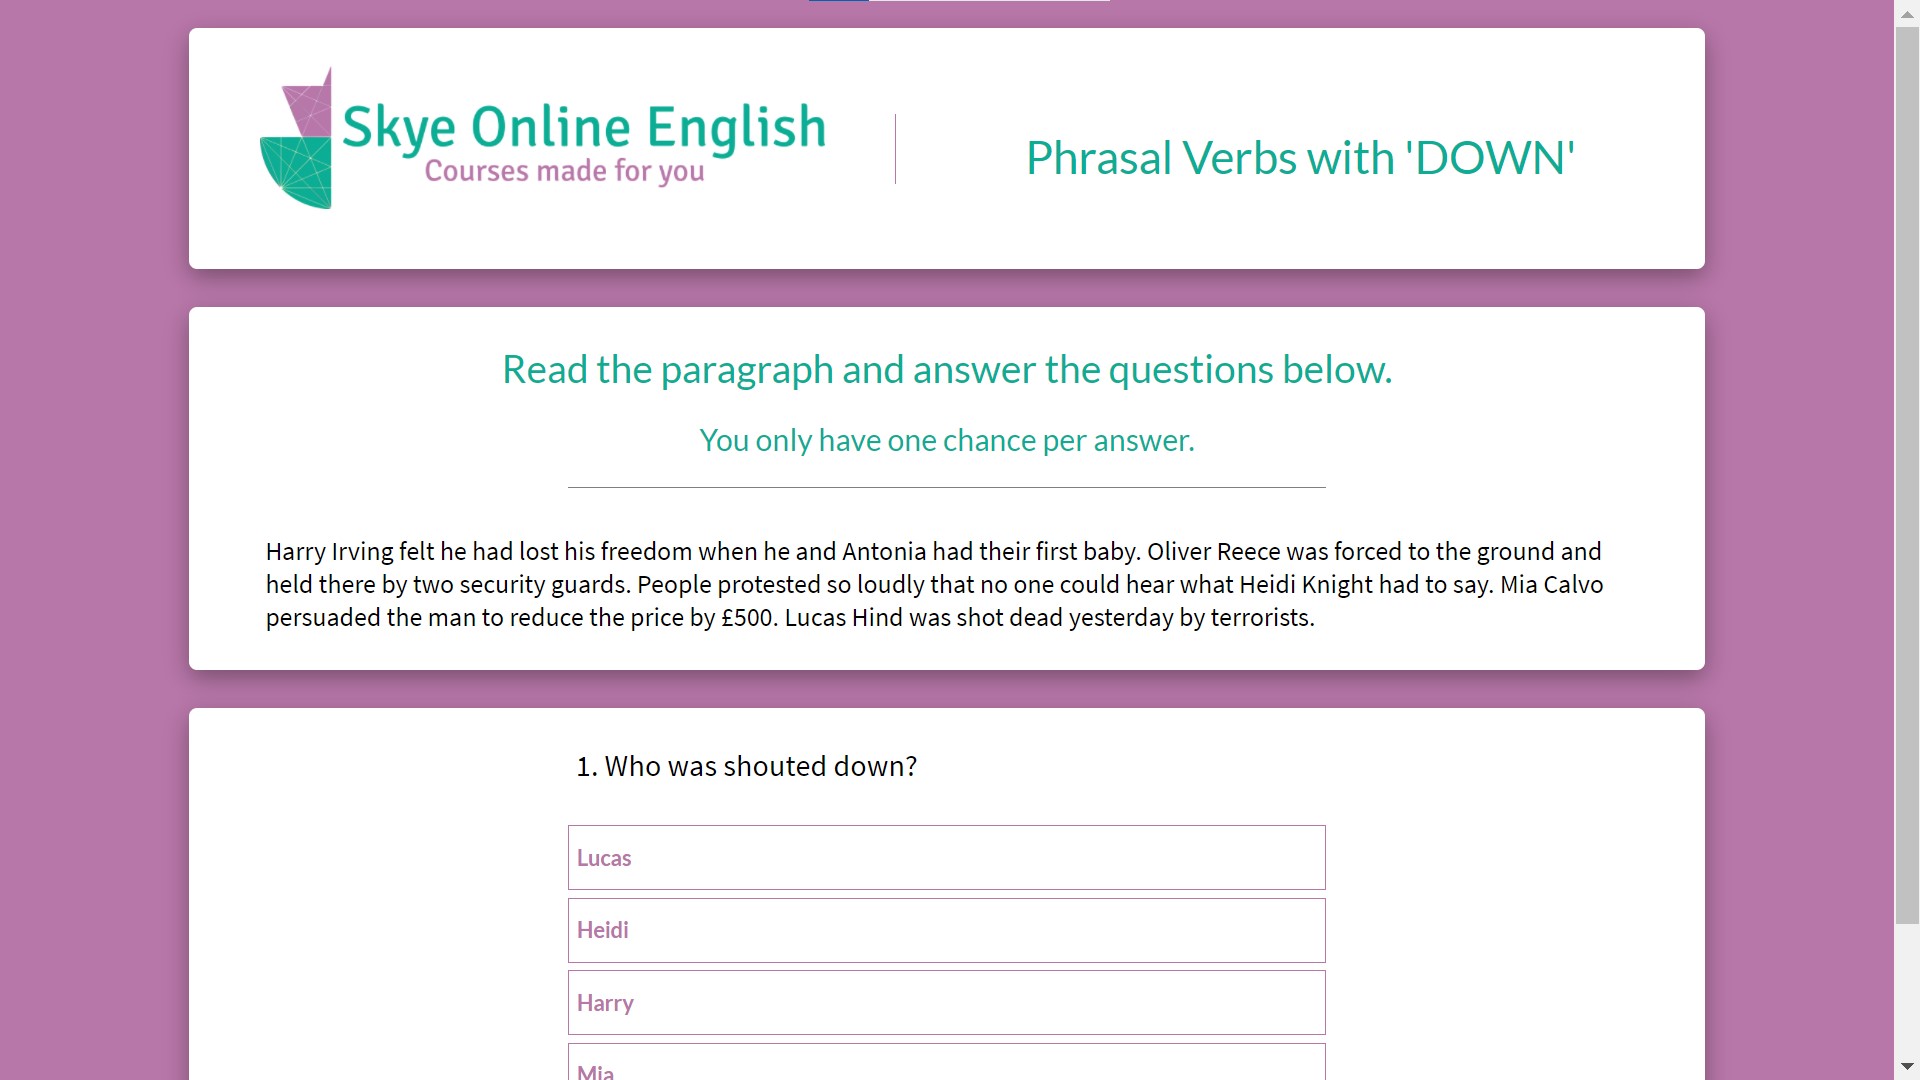 Skye Online English
Courses made for you
Phrasal Verbs with 'DOWN'
Read the paragraph and answer the questions below.
You only have one chance per answer.
Harry Irving felt he had lost his freedom when he and Antonia had their first baby. Oliver Reece was forced to the ground and
held there by two security guards. People protested so loudly that no one could hear what Heidi Knight had to say. Mia Calvo
persuaded the man to reduce the price by £500. Lucas Hind was shot dead yesterday by terrorists.
1. Who was shouted down?
Lucas
Heidi
Harry
Mia